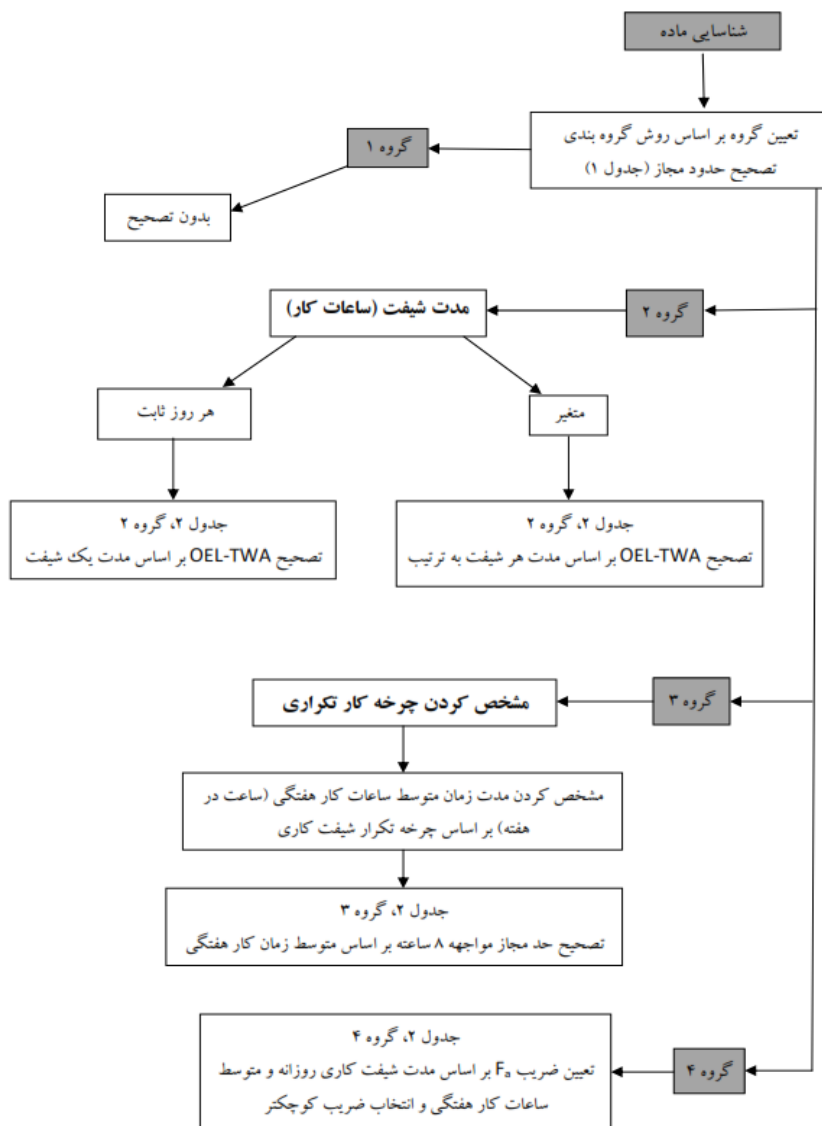 شناسایی ماده
تعیین گروه بر اساس روش گروه بندی
تصحیح حدود مجاز (جدول ۱)
گروه ۱
بدون تصحیح
گروه ۲
مدت شیفت (ساعات کار)
متغیر
هر روز ثابت
جدول ۲، گروه ۲
تصحیح OEL-TWA بر اساس مدت هر شیفت به ترتیب
جدول ۲، گروه ۲
تصحیح OEL-TWA بر اساس مدت یک شیفت
گروه ۳
مشخص کردن چرخه کار تکراری
مشخص کردن مدت زمان متوسط ساعات کار هفتگی (ساعت در
هفته) بر اساس چرخه تکرار شیفت کاری
جدول ۲، گروه ۳
تصحیح حد مجاز مواجهه ۸ ساعته بر اساس متوسط زمان کار هفتگی
گروه ۴
جدول ۲، گروه ۴
تعیین ضریب Fa بر اساس مدت شیفت کاری روزانه و متوسط
ساعات کار هفتگی و انتخاب ضریب کوچکتر